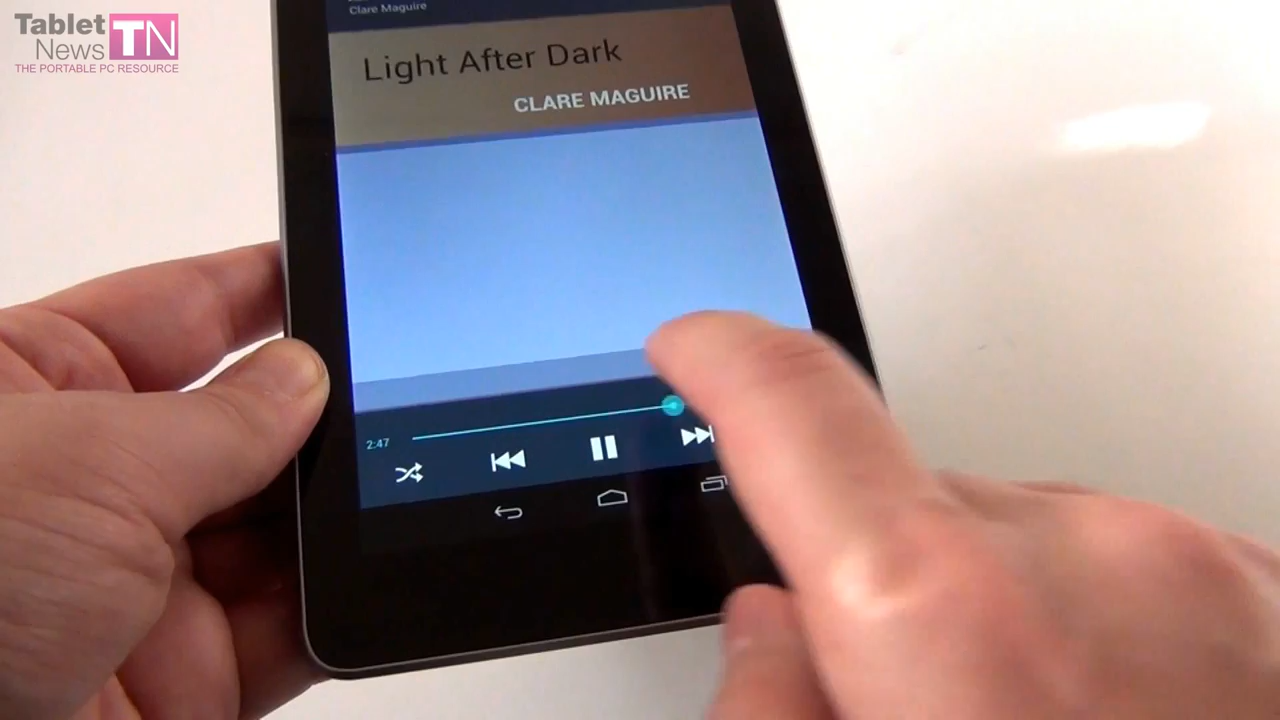 Tablet
News TN
THE PORTABLE PC RESOURCE
Clare Maguire
Light After Dark
CLARE MAGUIRE
2:47